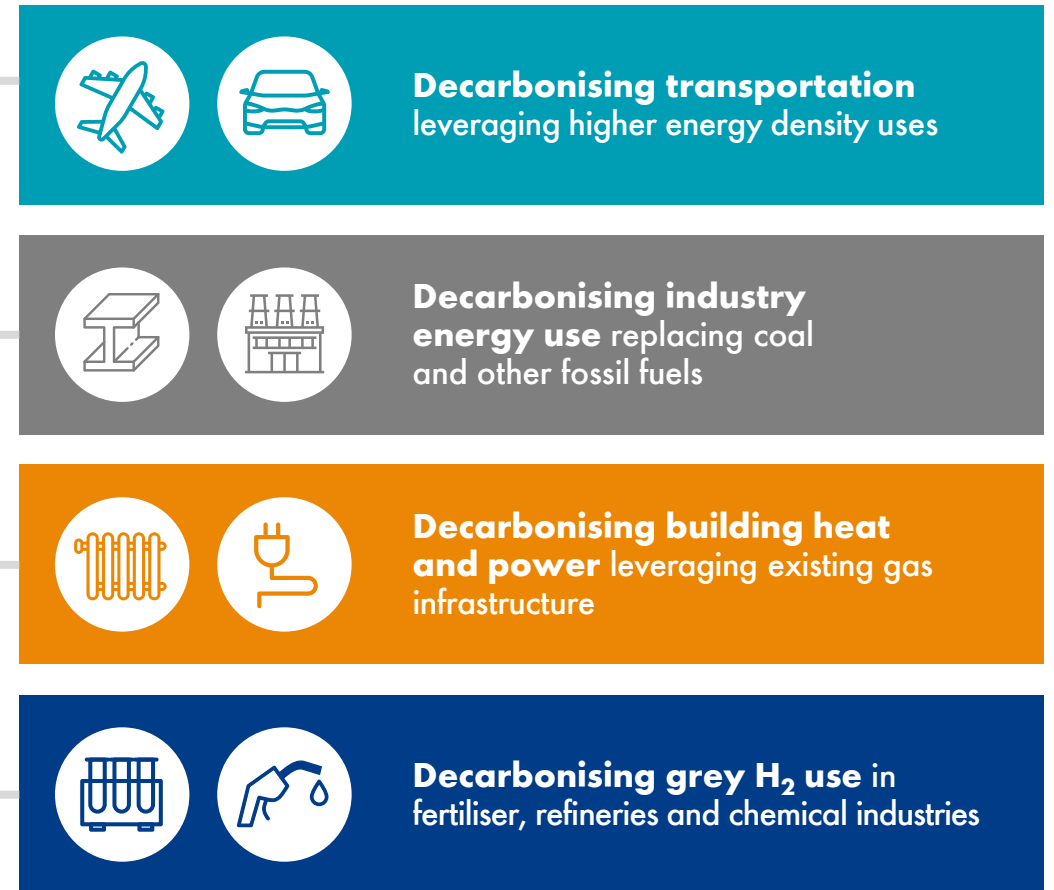 Decarbonising transportation
leveraging higher energy density uses
Decarbonising industry
energy use replacing coal
and other fossil fuels
Decarbonising building heat
and power leveraging existing gas
infrastructure
Decarbonising grey H₂ use in
fertiliser, refineries and chemical industries